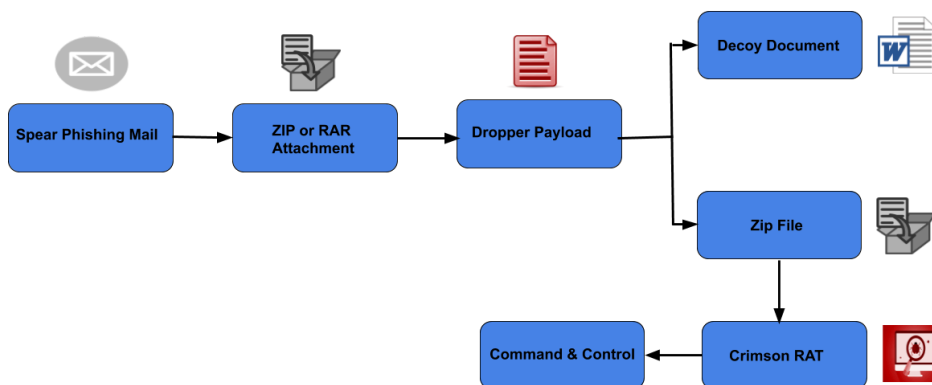 Spear Phishing Mail
ZIP or RAR
Attachment
Dropper Payload
Decoy Document
W
Zip File
Crimson RAT
Command & Control